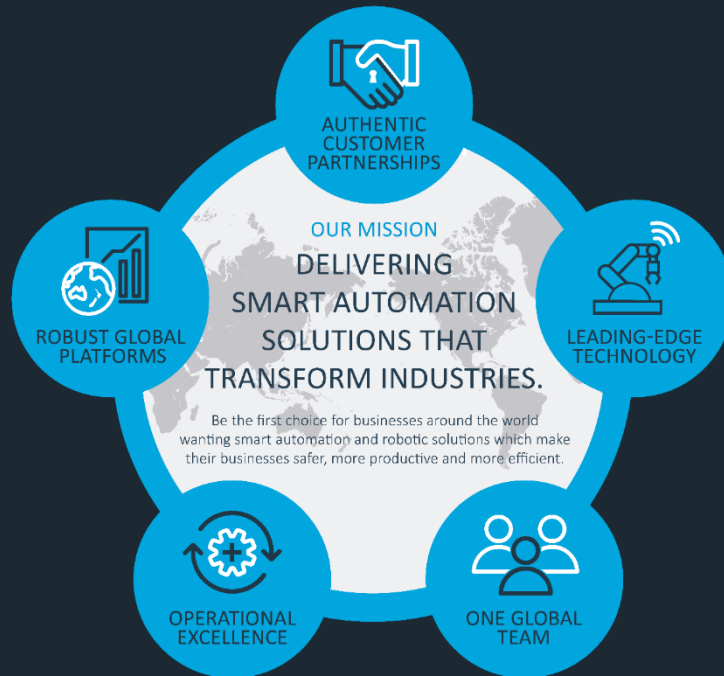 AUTHENTIC
CUSTOMER
PARTNERSHIPS
OUR MISSION
DELIVERING
SMART AUTOMATION
SOLUTIONS THAT
TRANSFORM INDUSTRIES.
Be the first choice for businesses around the world
wanting smart automation and robotic solutions which make
their businesses safer, more productive and more efficient.
ROBUST GLOBAL
PLATFORMS
LEADING-EDGE
TECHNOLOGY
OPERATIONAL
EXCELLENCE
ONE GLOBAL
TEAM